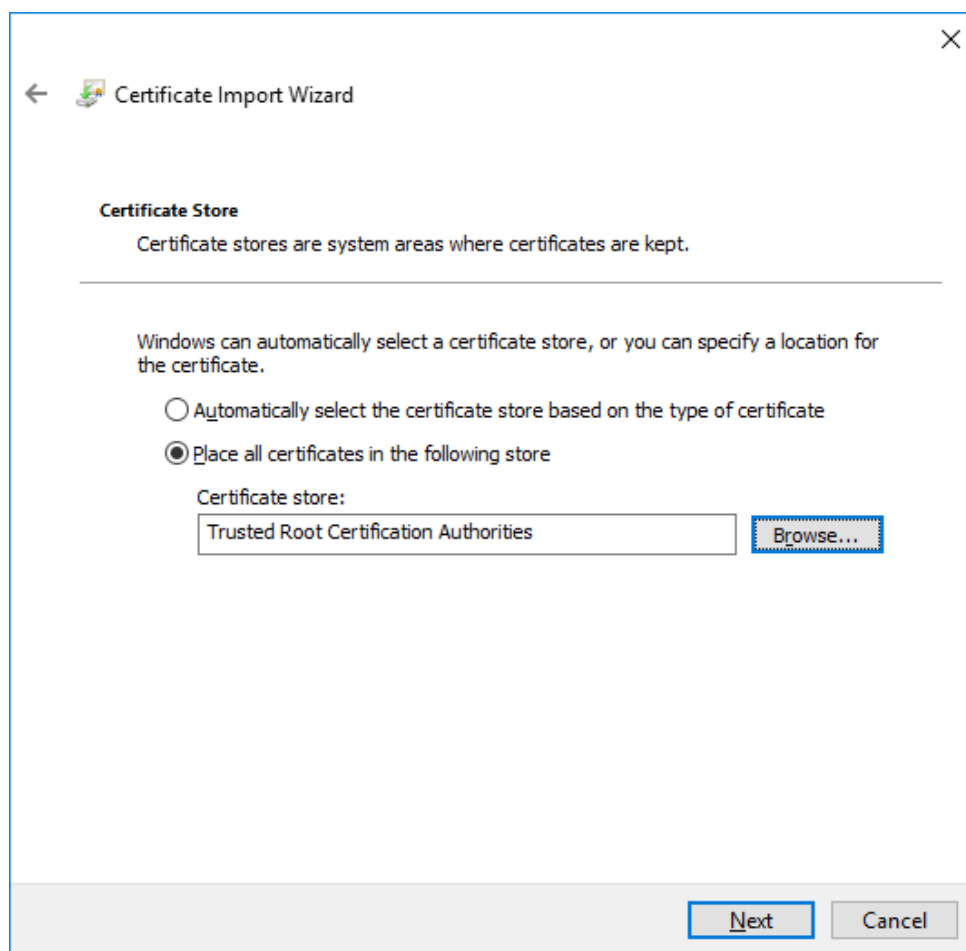 Certificate Import Wizard
Certificate Store
Certificate stores are system areas where certificates are kept.
Windows can automatically select a certificate store, or you can specify a location for
the certificate.
Automatically select the certificate store based on the type of certificate
Place all certificates in the following store
Certificate store:
Trusted Root Certification Authorities
Browse...
Next
Cancel